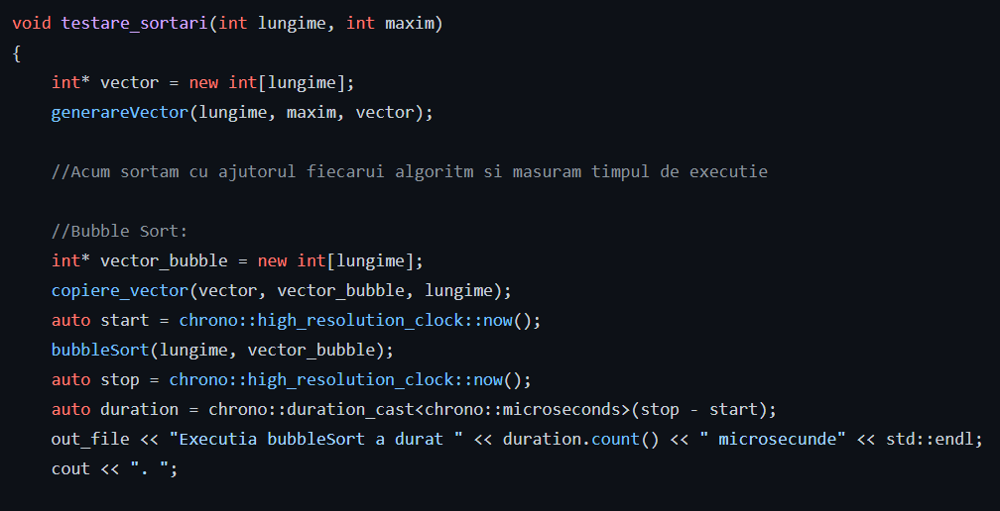 void testare_sortari(int lungime, int maxim)
{
    int* vector = new int[lungime];
    generareVector(lungime, maxim, vector);

    //Acum sortam cu ajutorul fiecarui algoritm si masuram timpul de executie

    //Bubble Sort:
    int* vector_bubble = new int[lungime];
    copiere_vector(vector, vector_bubble, lungime);
    auto start = chrono::high_resolution_clock::now();
    bubbleSort(lungime, vector_bubble);
    auto stop = chrono::high_resolution_clock::now();
    auto duration = chrono::duration_cast<chrono::microseconds>(stop - start);
    out_file << "Executia bubbleSort a durat " << duration.count() << " microsecunde" << std::endl;
    cout << ". ";